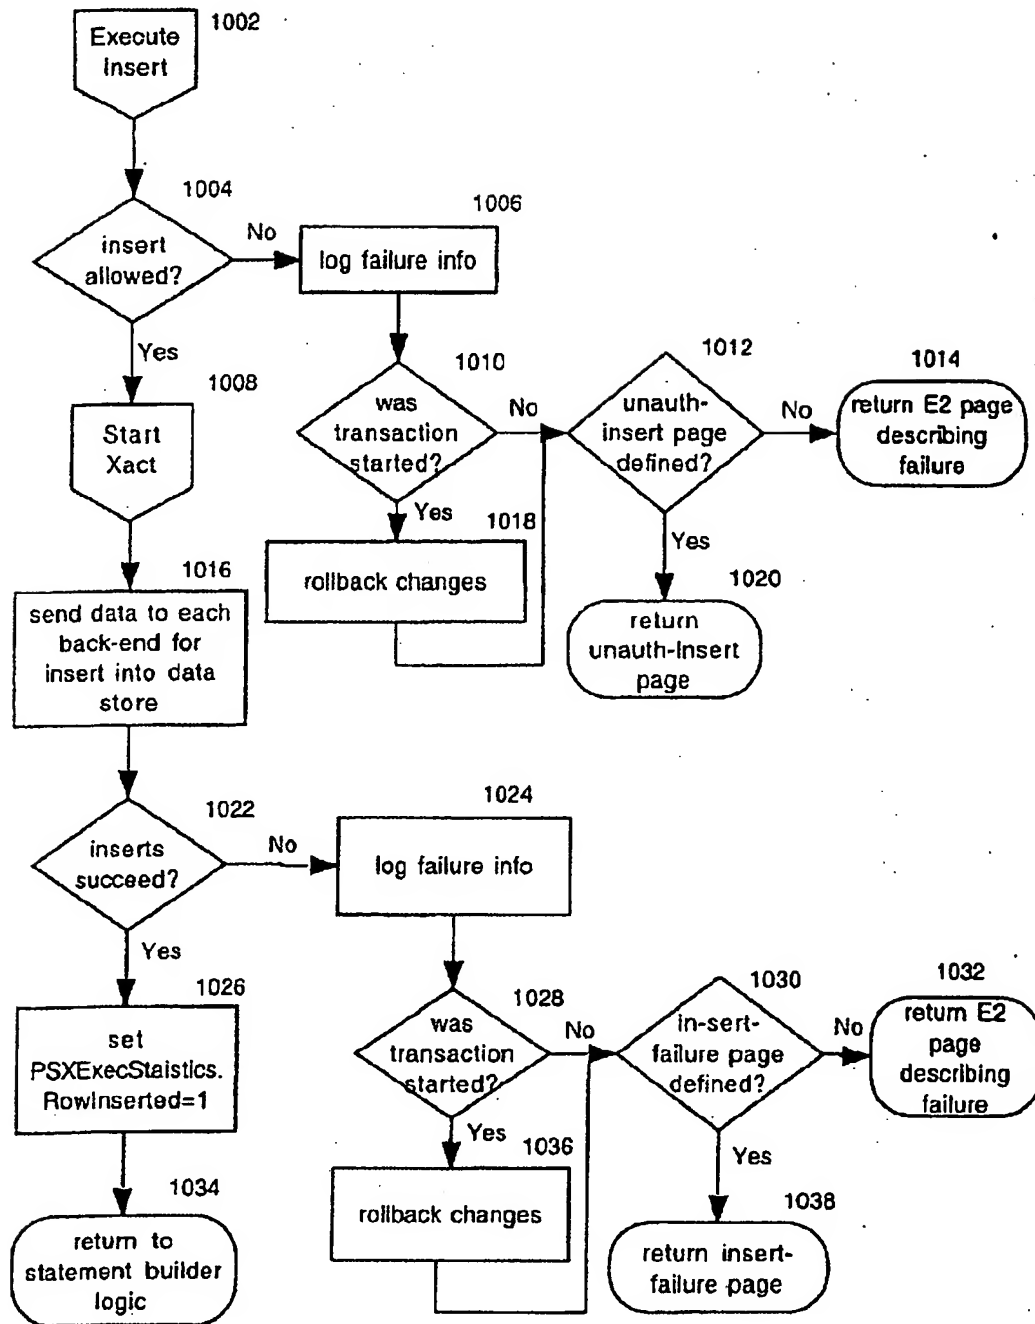 1002
Execute
Insert
1004
insert
allowed?
No
1006
log failure info
Yes
1008
Start
Xact
1010
was
transaction
started?
No
1012
unauth-
insert page
defined?
No
1014
return E2 page
describing
failure
Yes
1018
rollback changes
Yes
1020
return
unauth-Insert
page
1016
send data to each
back-end for
insert into data
store
1022
inserts
succeed?
No
1024
log failure info
Yes
1026
set
PSXExecStaistics.
RowInserted=1
1028
was
transaction
started?
No
1030
in-sert-
failure page
defined?
No
1032
return E2
page
describing
failure
Yes
1036
rollback changes
Yes
1038
return insert-
failure page
1034
return to
statement builder
logic